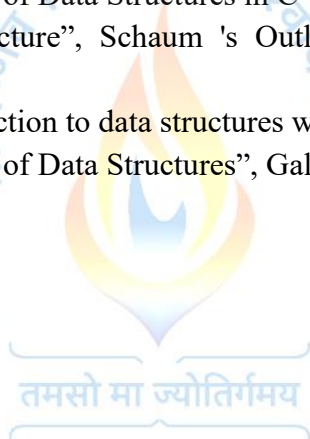 of Data Structures in C
cture”, Schaum 's Outl
ction to data structures w
of Data Structures”, Gal
तमसो मा ज्योतिर्गमय